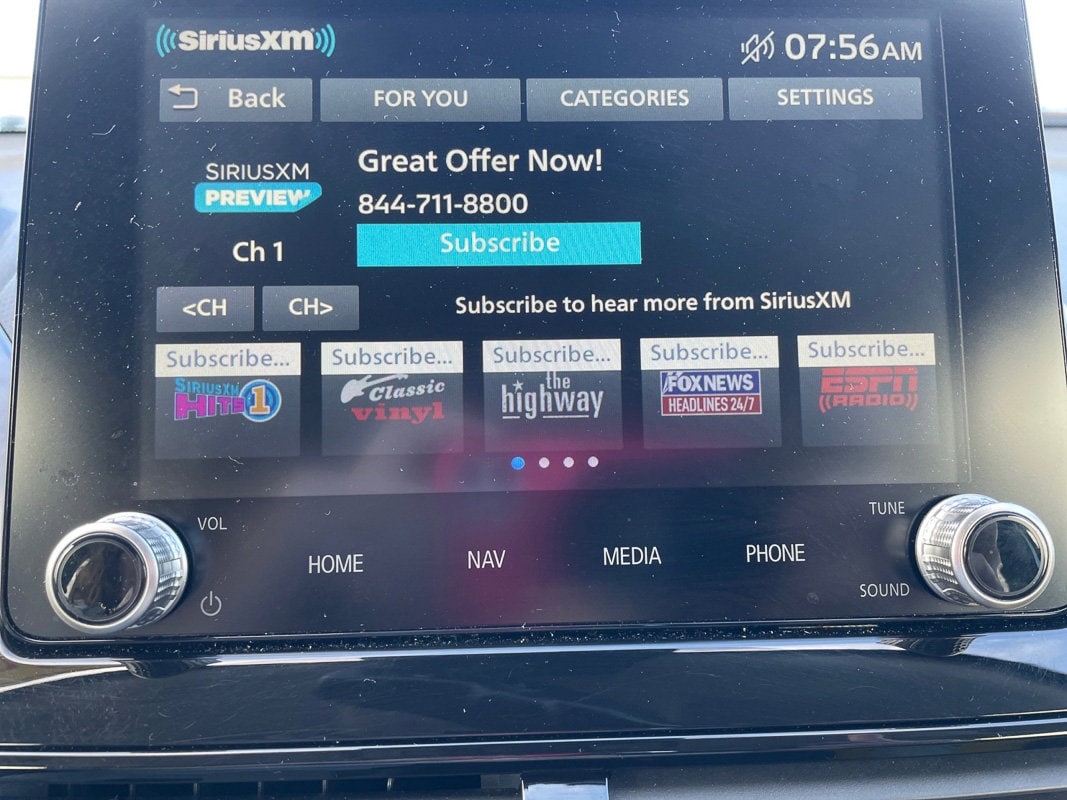 SiriusXM 07:56AM
Back FOR YOU CATEGORIES SETTINGS
SIRIUSXM
PREVIEW
Great Offer Now!
844-711-8800
Ch 1
Subscribe
<CH CH> Subscribe to hear more from SiriusXM
Subscribe... Subscribe... Subscribe... Subscribe... Subscribe...
SIRIUSXM
HITS 1
Classic
vinyl
the
highway
FOX NEWS
HEADLINES 24/7
ESPN
RADIO
VOL TUNE
HOME NAV MEDIA PHONE
SOUND